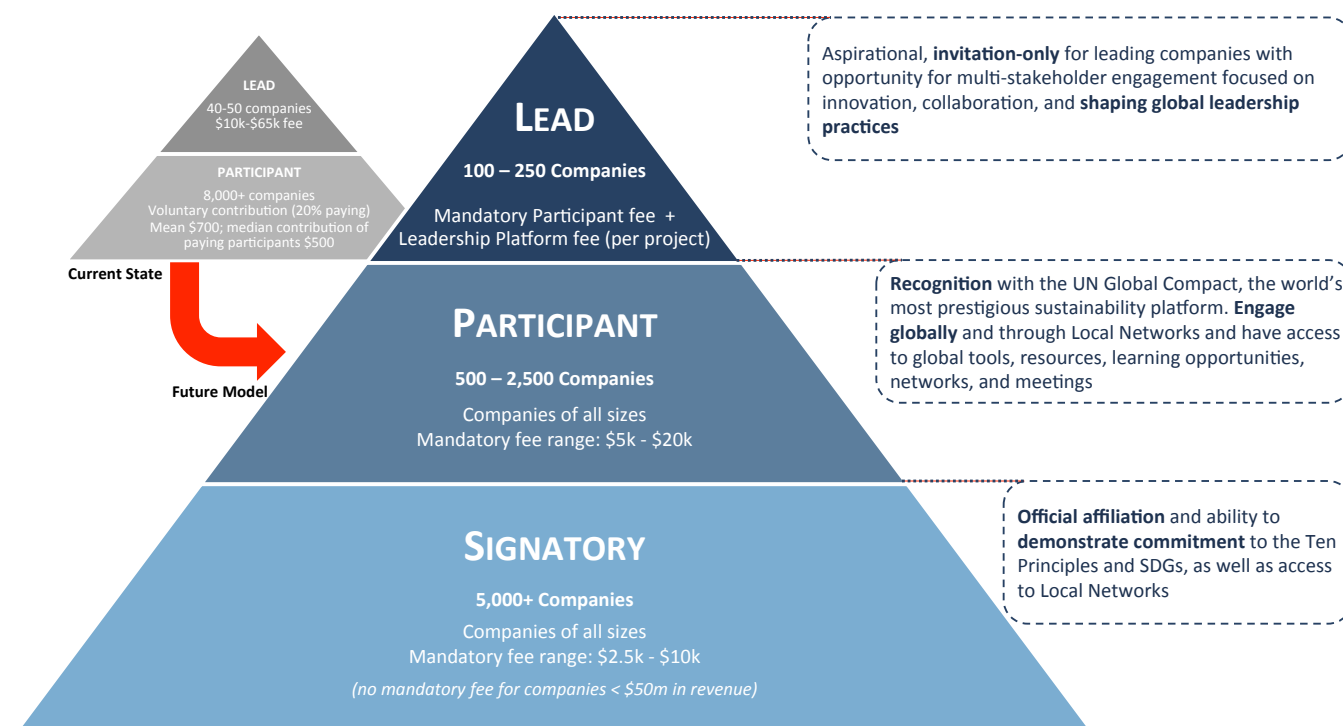 LEAD
40-50 companies
$10k-$65k fee
PARTICIPANT
8,000+ companies
Voluntary contribution (20% paying)
Mean $700; median contribution of
paying participants $500
Current State
Future Model
LEAD
100 – 250 Companies
Mandatory Participant fee +
Leadership Platform fee (per project)
PARTICIPANT
500 – 2,500 Companies
Companies of all sizes
Mandatory fee range: $5k - $20k
SIGNATORY
5,000+ Companies
Companies of all sizes
Mandatory fee range: $2.5k - $10k
(no mandatory fee for companies < $50m in revenue)
Aspirational, invitation-only for leading companies with
opportunity for multi-stakeholder engagement focused on
innovation, collaboration, and shaping global leadership
practices
Recognition with the UN Global Compact, the world's
most prestigious sustainability platform. Engage
globally and through Local Networks and have access
to global tools, resources, learning opportunities,
networks, and meetings
Official affiliation and ability to
demonstrate commitment to the Ten
Principles and SDGs, as well as access
to Local Networks